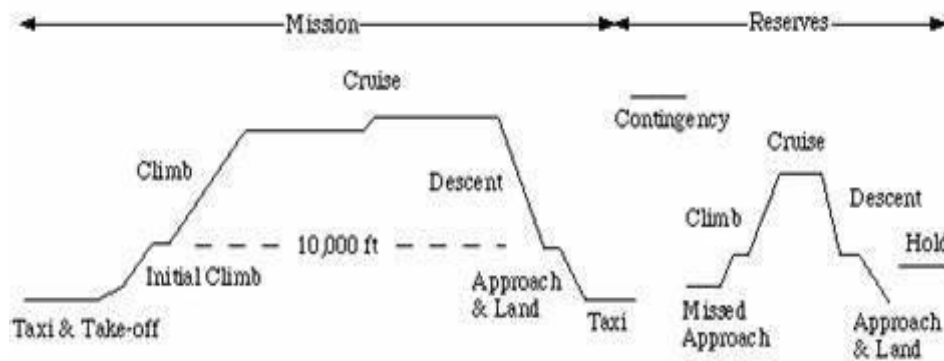 Mission
Reserves
Cruise
Contingency
Cruise
Climb
Descent
Climb
Descent
10,000 ft
Hold
Initial Climb
Approach
& Land
Taxi & Take-off
Taxi
Missed
Approach
Approach
& Land